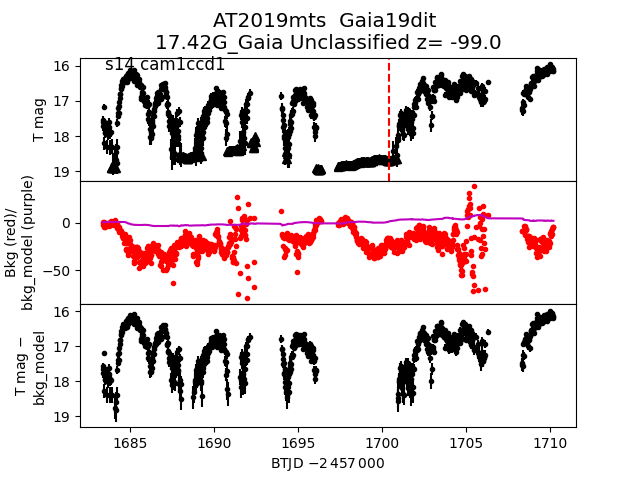 AT2019mts  Gaia19dit
17.42G_Gaia Unclassified z= -99.0
s14 cam1ccd1
T mag
16
17
18
19
Bkg (red)/
bkg_model (purple)
0
−50
T mag −
bkg_model
16
17
18
19
1685
1690
1695
1700
1705
1710
BTJD −2 457 000